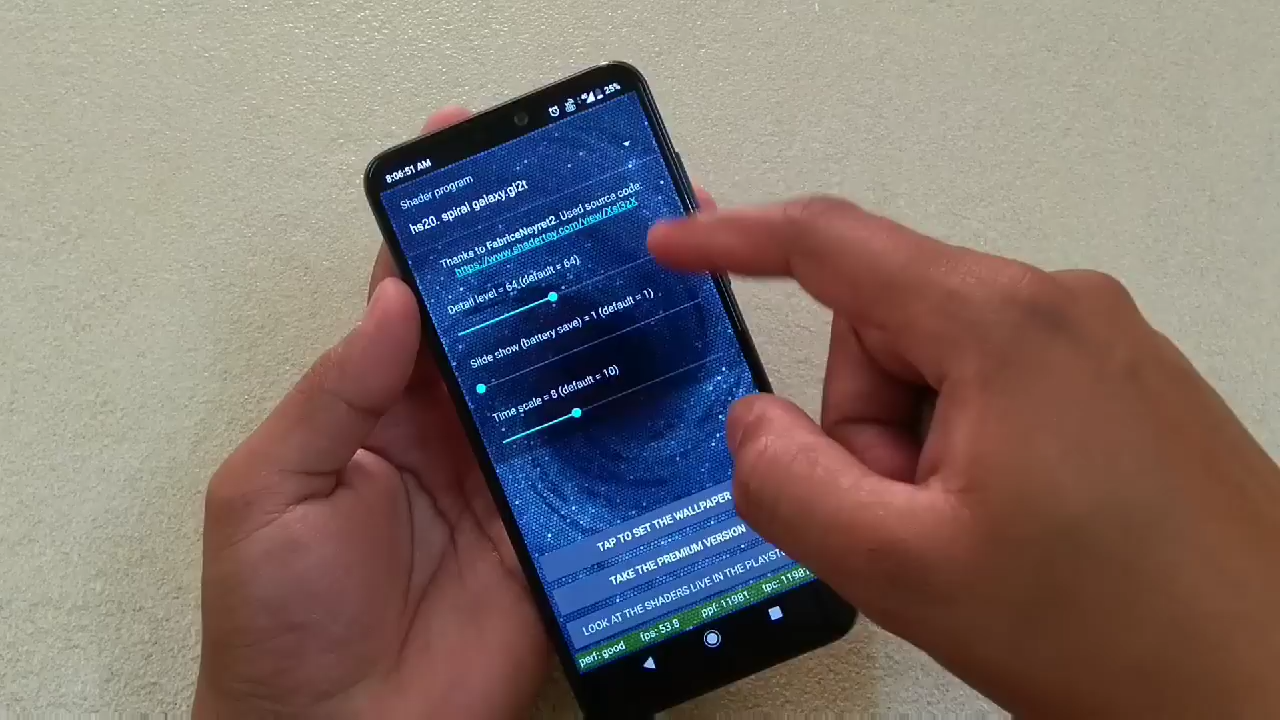 8:06:51 AM
25%
Shader program
hs20. spiral galaxy.gl2t
Thanks to FabriceNeyret2. Used source code:
https://www.shadertoy.com/view/Xsl3zX
Detail level = 64 (default = 64)
Slide show (battery save) = 1 (default = 1)
Time scale = 8 (default = 10)
TAP TO SET THE WALLPAPER
TAKE THE PREMIUM VERSION
LOOK AT THE SHADERS LIVE IN THE
perf: good fps: 53.8 ppf: 11981 fpc: 11981